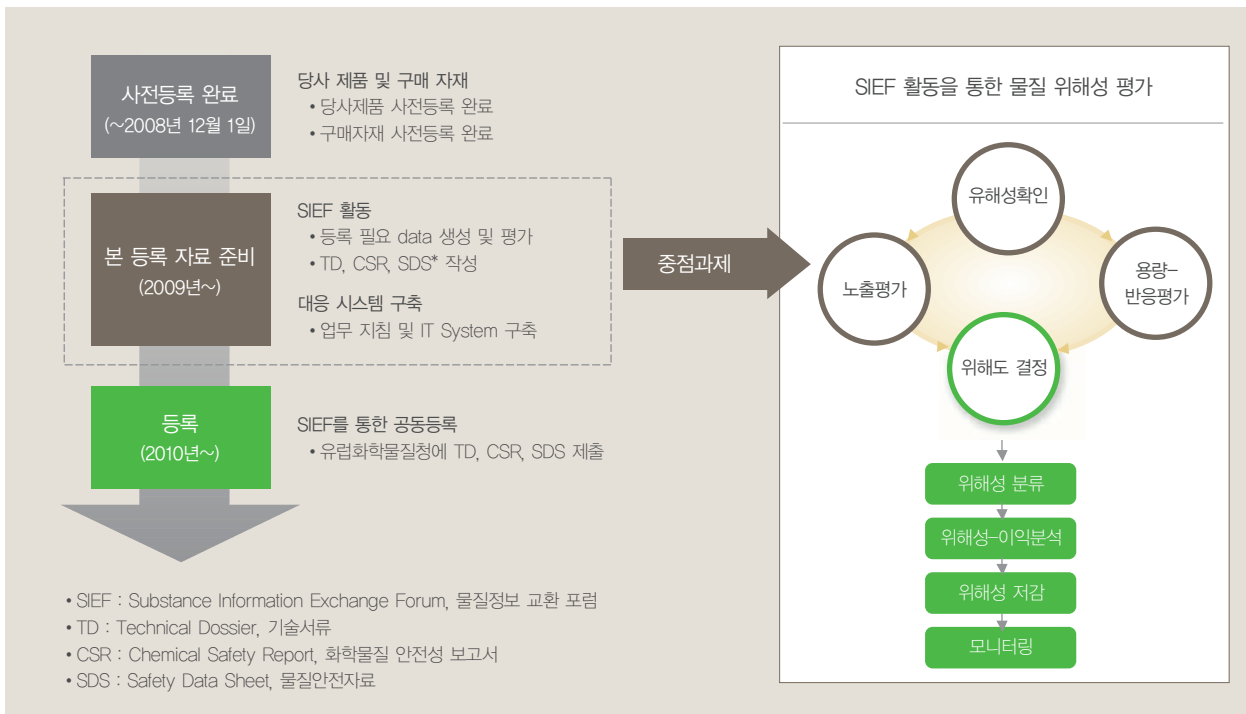 사전등록 완료
(~2008년 12월 1일)
당사 제품 및 구매 자재
• 당사제품 사전등록 완료
• 구매자재 사전등록 완료
본 등록 자료 준비
(2009년~)
SIEF 활동
• 등록 필요 data 생성 및 평가
• TD, CSR, SDS* 작성
대응 시스템 구축
• 업무 지침 및 IT System 구축
등록
(2010년~)
SIEF를 통한 공동등록
• 유럽화학물질청에 TD, CSR, SDS 제출
중점과제
SIEF 활동을 통한 물질 위해성 평가
유해성확인
노출평가
용량-
반응평가
위해도 결정
위해성 분류
위해성-이익분석
위해성 저감
모니터링
• SIEF : Substance Information Exchange Forum, 물질정보 교환 포럼
• TD : Technical Dossier, 기술서류
• CSR : Chemical Safety Report, 화학물질 안전성 보고서
• SDS : Safety Data Sheet, 물질안전자료